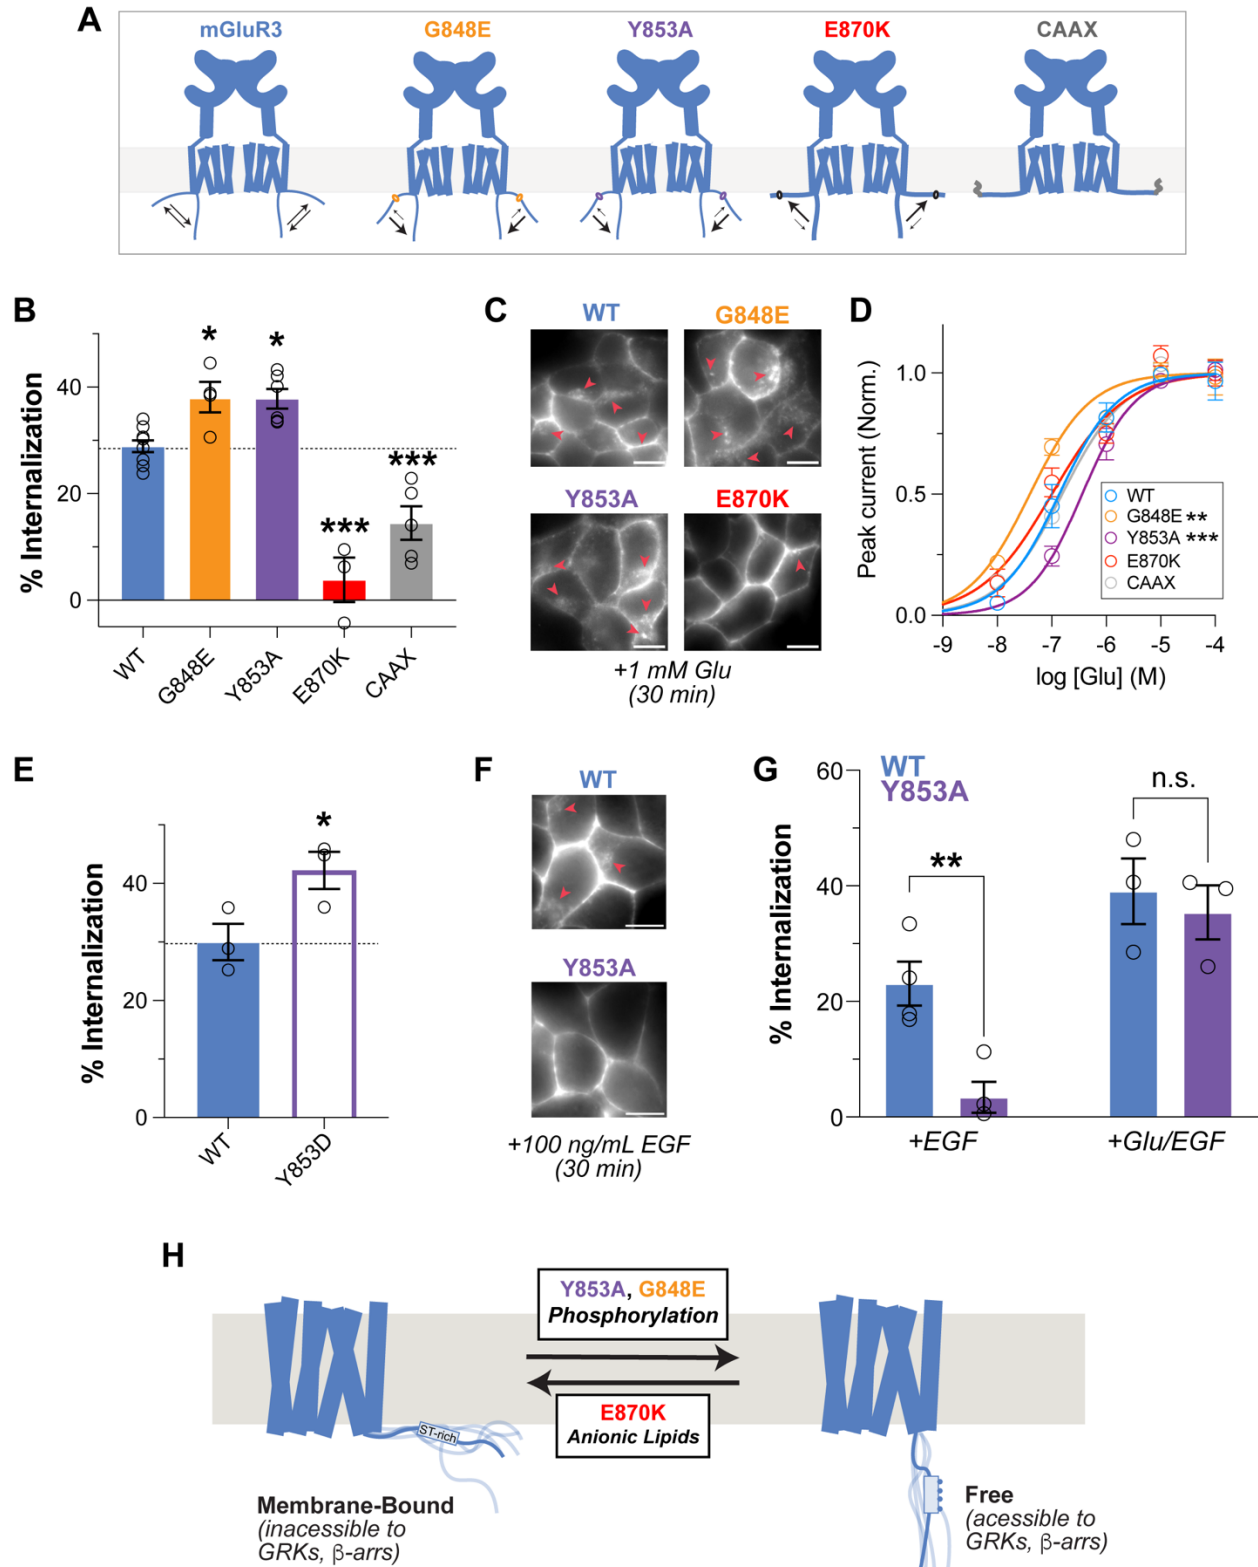 A
mGluR3 G848E Y853A E870K CAAX
B
% Internalization
40
20
0
* * *** ***
WT G848E Y853A E870K CAAX
C
WT G848E
Y853A E870K
+1 mM Glu
(30 min)
D
Peak current (Norm.)
1.0
0.5
0.0
WT
G848E **
Y853A ***
E870K
CAAX
-9 -8 -7 -6 -5 -4
log [Glu] (M)
E
% Internalization
40
20
0
*
WT Y853D
F
WT
Y853A
+100 ng/mL EGF
(30 min)
G
WT
Y853A
% Internalization
60
40
20
0
**
n.s.
+EGF +Glu/EGF
H
Y853A, G848E
Phosphorylation
E870K
Anionic Lipids
ST-rich
Membrane-Bound
(inacessible to
GRKs, β-arrs)
Free
(acessible to
GRKs, β-arrs)